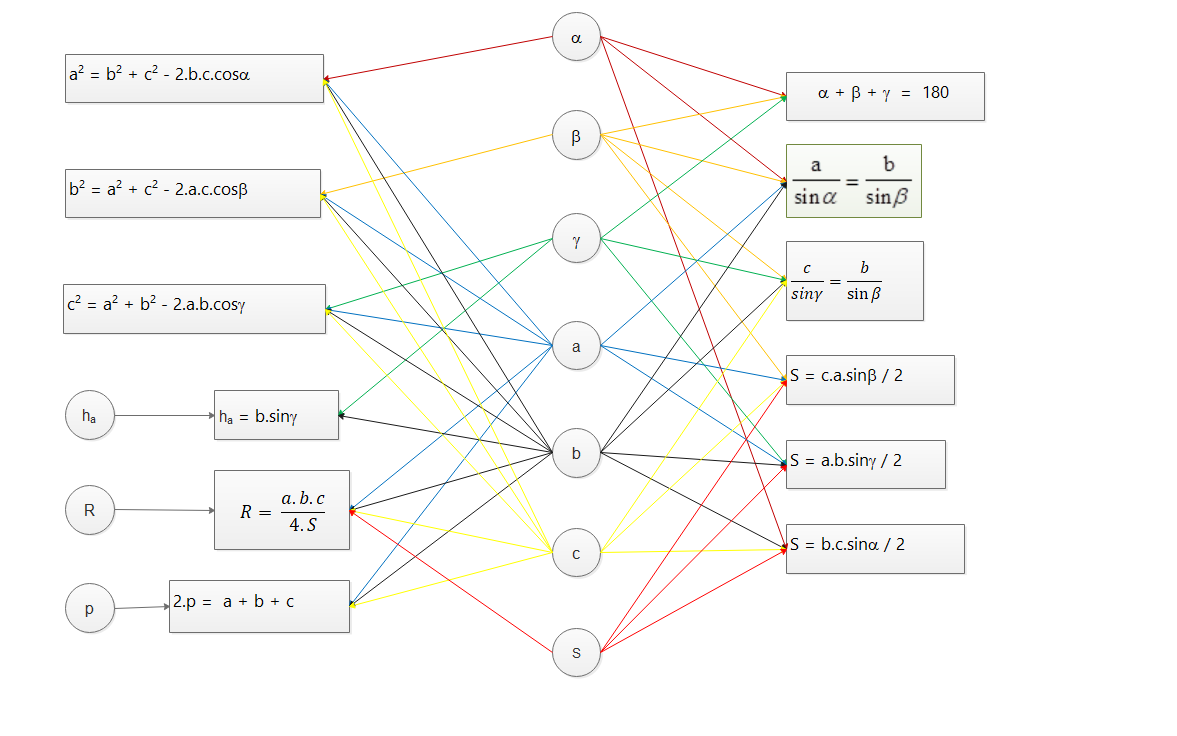 α
a² = b² + c² - 2.b.c.cosα
α + β + γ = 180
β
a/sinα = b/sinβ
b² = a² + c² - 2.a.c.cosβ
γ
c/sinγ = b/sinβ
c² = a² + b² - 2.a.b.cosγ
a
S = c.a.sinβ / 2
hₐ
hₐ = b.sinγ
b
S = a.b.sinγ / 2
R
R = a.b.c/4.S
c
S = b.c.sinα / 2
p
2.p = a + b + c
S